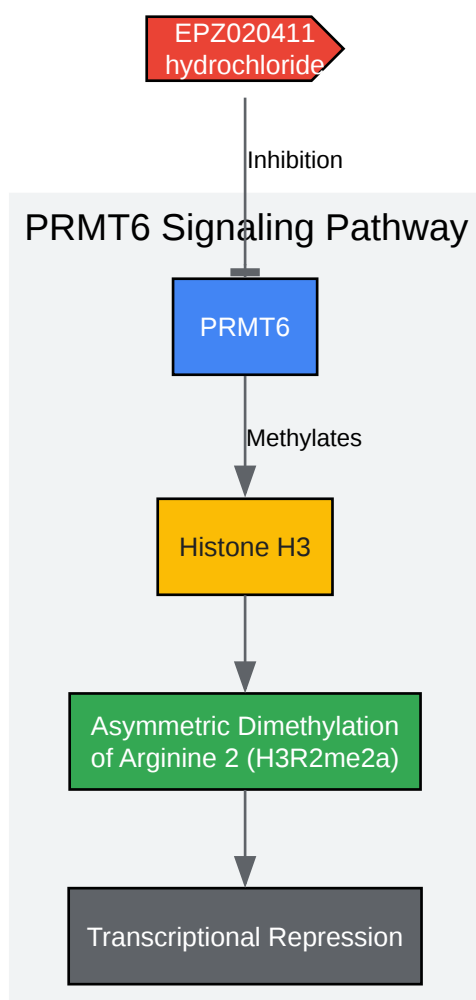 EPZ020411
hydrochloride
Inhibition
PRMT6 Signaling Pathway
PRMT6
Methylates
Histone H3
Asymmetric Dimethylation
of Arginine 2 (H3R2me2a)
Transcriptional Repression